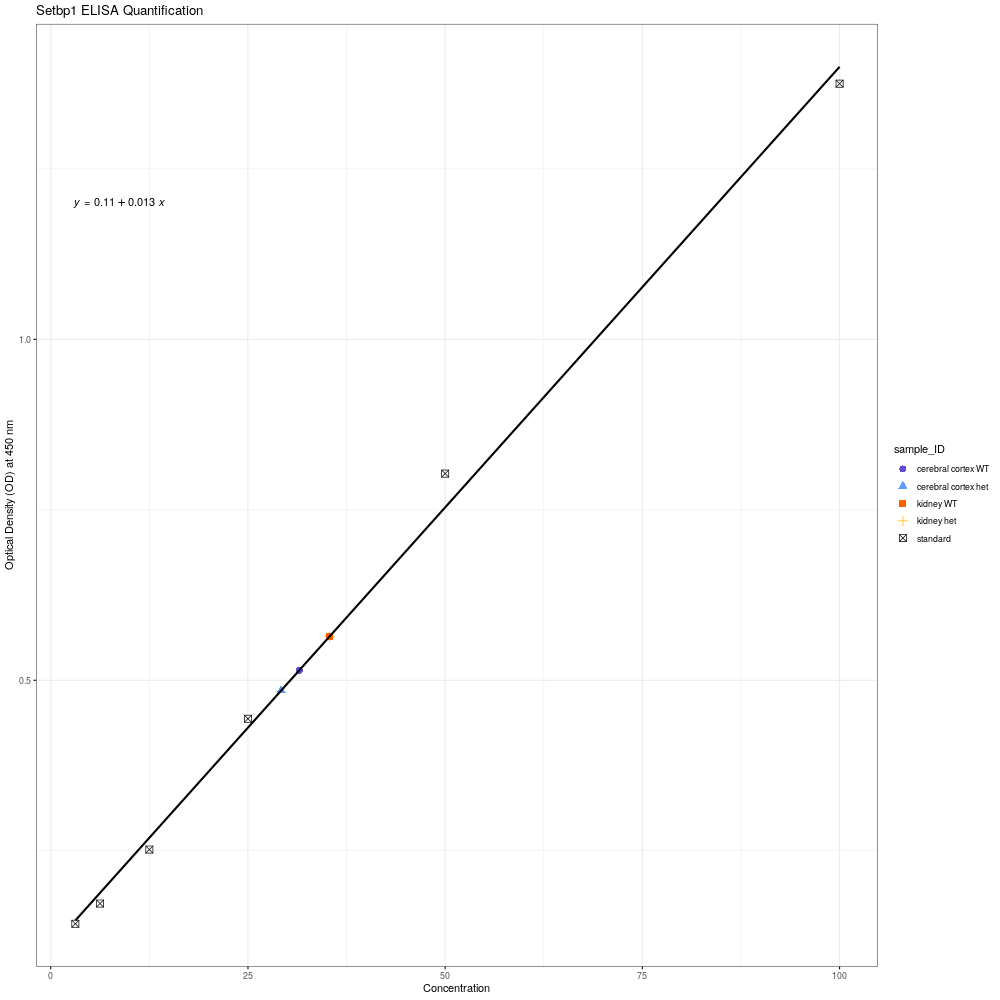 Setbp1 ELISA Quantification
y = 0.11 + 0.013 x
1.0
0.5
Optical Density (OD) at 450 nm
0
25
50
75
100
Concentration
sample_ID
cerebral cortex WT
cerebral cortex het
kidney WT
kidney het
standard